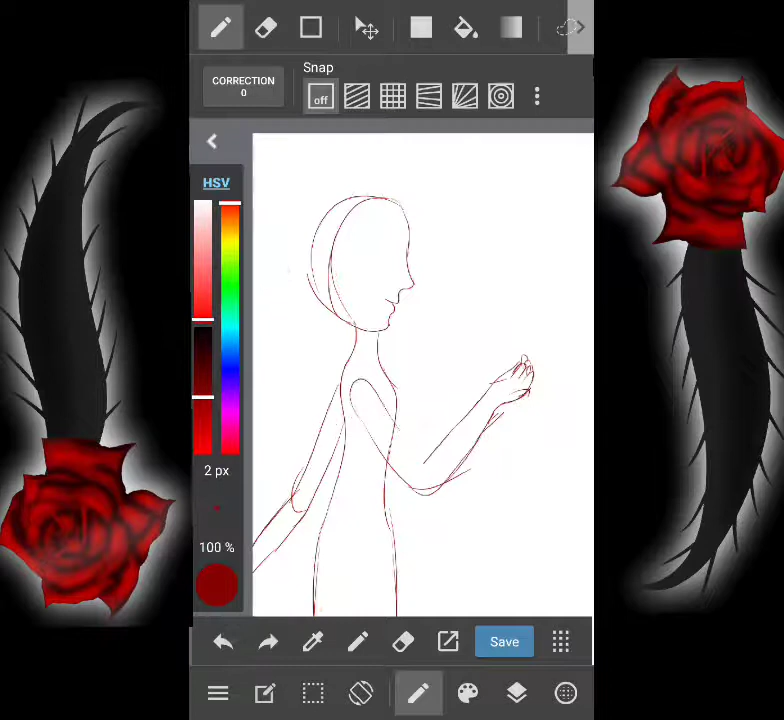 Snap
CORRECTION
0
off
HSV
2 px
100 %
Save